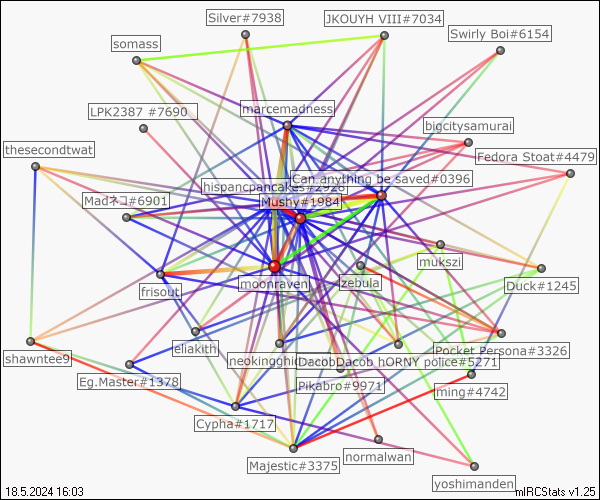 Silver#7938
JKOUYH VIII#7034
Swirly Boi#6154
somass
LPK2387 #7690
marcemadness
bigcitysamurai
thesecondtwat
Fedora Stoat#4479
Can anything be saved#0396
hispancpancakes#2926
Madネコ#6901
Mushy#1984
mukszi
moonraven
zebula
Duck#1245
frisout
eliakith
shawntee9
Pocket Persona#3326
DacobDacob hORNY police#5271
Eg.Master#1378
Pikabro#9971
ming#4742
Cypha#1717
normalwan
Majestic#3375
yoshimanden
18.5.2024 16:03
mIRCStats v1.25